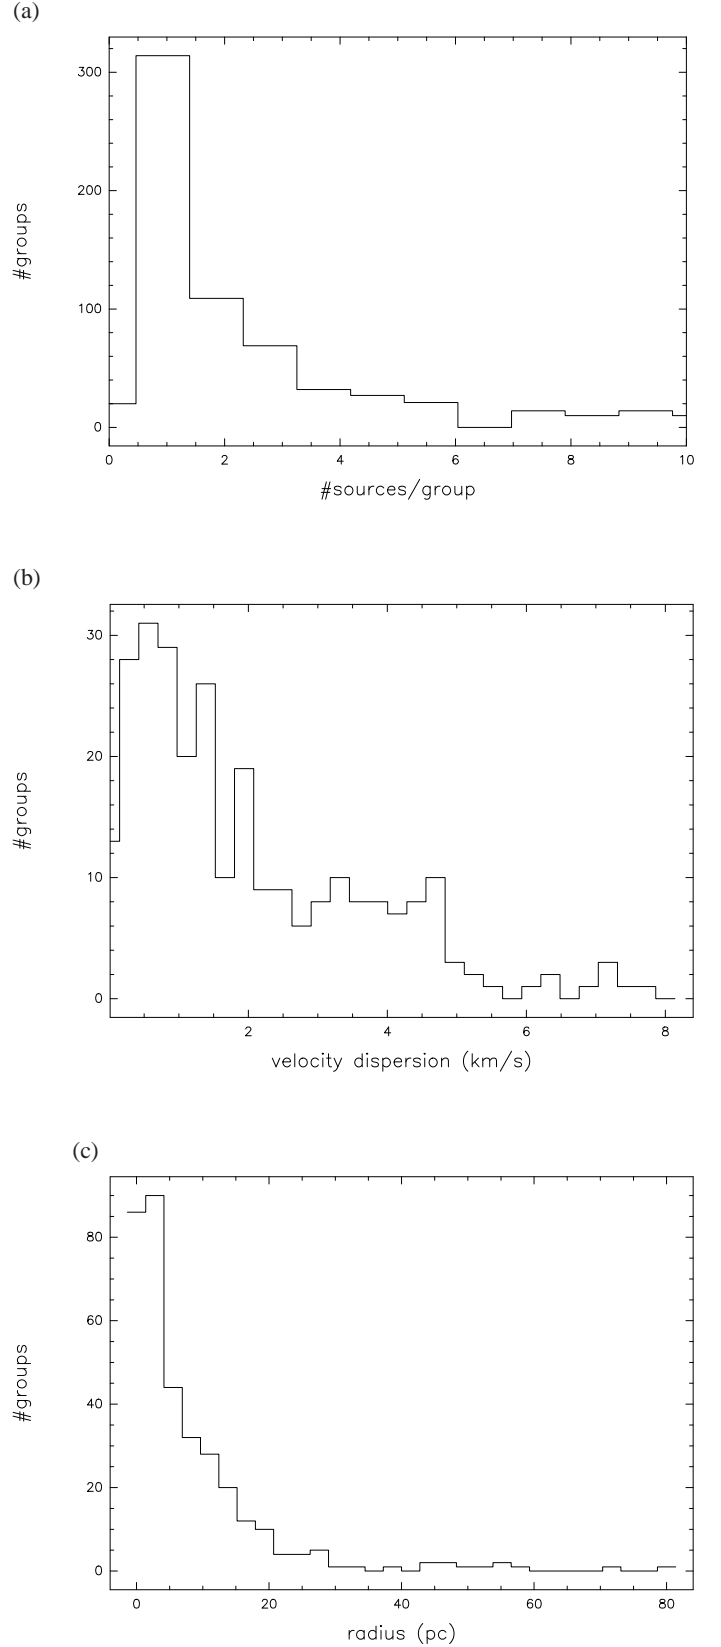 (a)
300
200
100
0
#groups
0 2 4 6 8 10
#sources/group
(b)
30
20
10
0
#groups
2 4 6 8
velocity dispersion (km/s)
(c)
80
60
40
20
0
#groups
0 20 40 60 80
radius (pc)